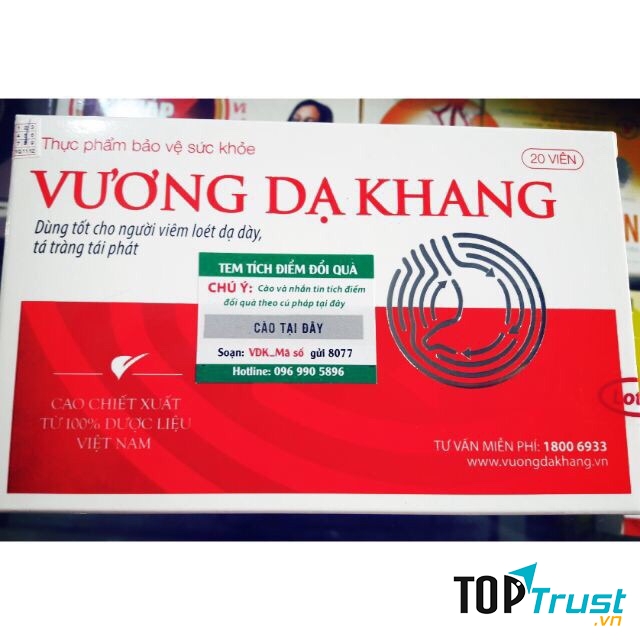 Thực phẩm bảo vệ sức khỏe
20 VIÊN
VƯƠNG DẠ KHANG
Dùng tốt cho người viêm loét dạ dày,
tá tràng tái phát
TEM TÍCH ĐIỂM ĐỔI QUÀ
CHÚ Ý: Cào và nhắn tin tích điểm
đổi quà theo cú pháp tại đây
CÀO TẠI ĐÂY
Soạn: VDK_Mã số gửi 8077
Hotline: 096 990 5896
CAO CHIẾT XUẤT
TỪ 100% DƯỢC LIỆU
VIỆT NAM
TƯ VẤN MIỄN PHÍ: 1800 6933
www.vuongdakhang.vn
TOPTrust
.vn